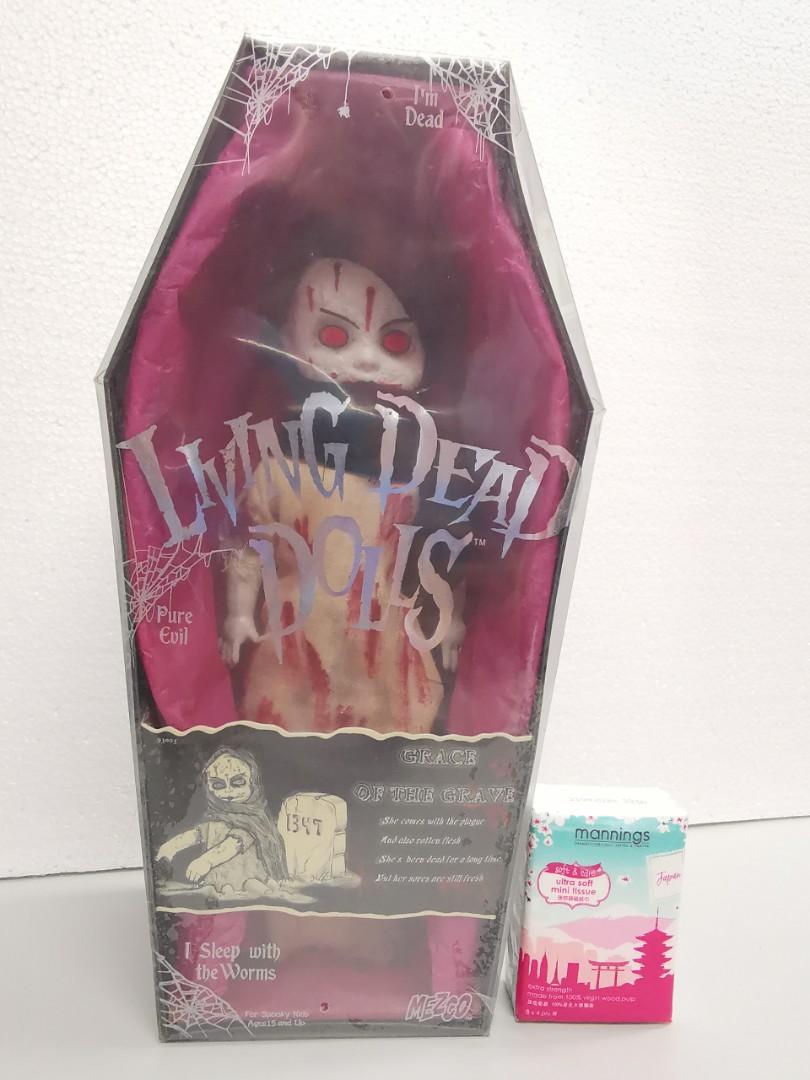 I'm
Dead
LIVING DEAD
DOLLS™
Pure
Evil
93003
GRACE
OF THE GRAVE
She comes with the plague
And also rotten flesh
She's been dead for a long time
But her sores are still fresh
1347
I Sleep with
the Worms
For Spooky Kids
Ages 15 and Up
MEZCO
mannings
soft & care
ultra soft
mini tissue
Japan
extra strength
made from 100% virgin wood pulp